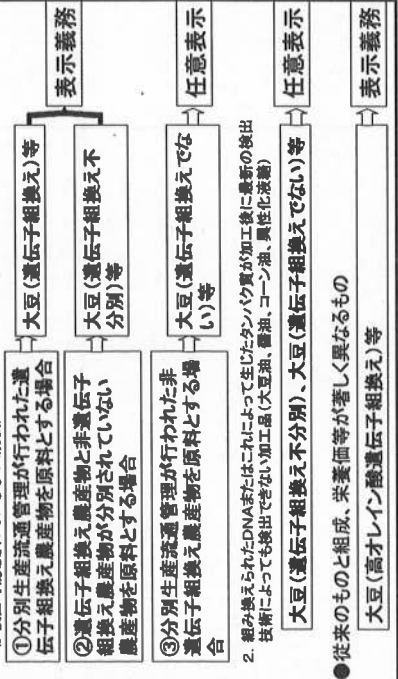 ①分別生産流通管理が行われた遺
伝子組換え農産物を原料とする場合
大豆(遺伝子組換え)等
②遺伝子組換え農産物と非遺伝子
組換え農産物が分別されていない
農産物を原料とする場合
大豆(遺伝子組換え不
分別)等
表示義務
③分別生産流通管理が行われた非
遺伝子組換え農産物を原料とする場
合
大豆(遺伝子組換えでな
い)等
任意表示
2. 組み換えられたDNAまたはこれによって生じたタンパク質が加工後に最新の検出
技術によっても検出できない加工品(大豆油、醤油、コーン油、異性化液糖)
大豆(遺伝子組換え不分別)、大豆(遺伝子組換えでない)等
任意表示
●従来のものと組成、栄養価等が著しく異なるもの
大豆(高オレイン酸遺伝子組換え)等
表示義務